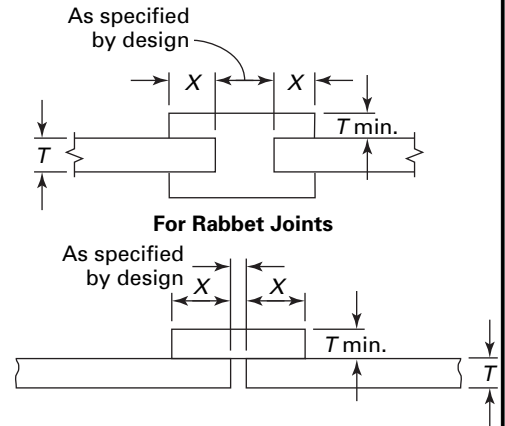 As specified
by design
X
X
T min.
T
For Rabbet Joints
As specified
by design
X
X
T min.
T